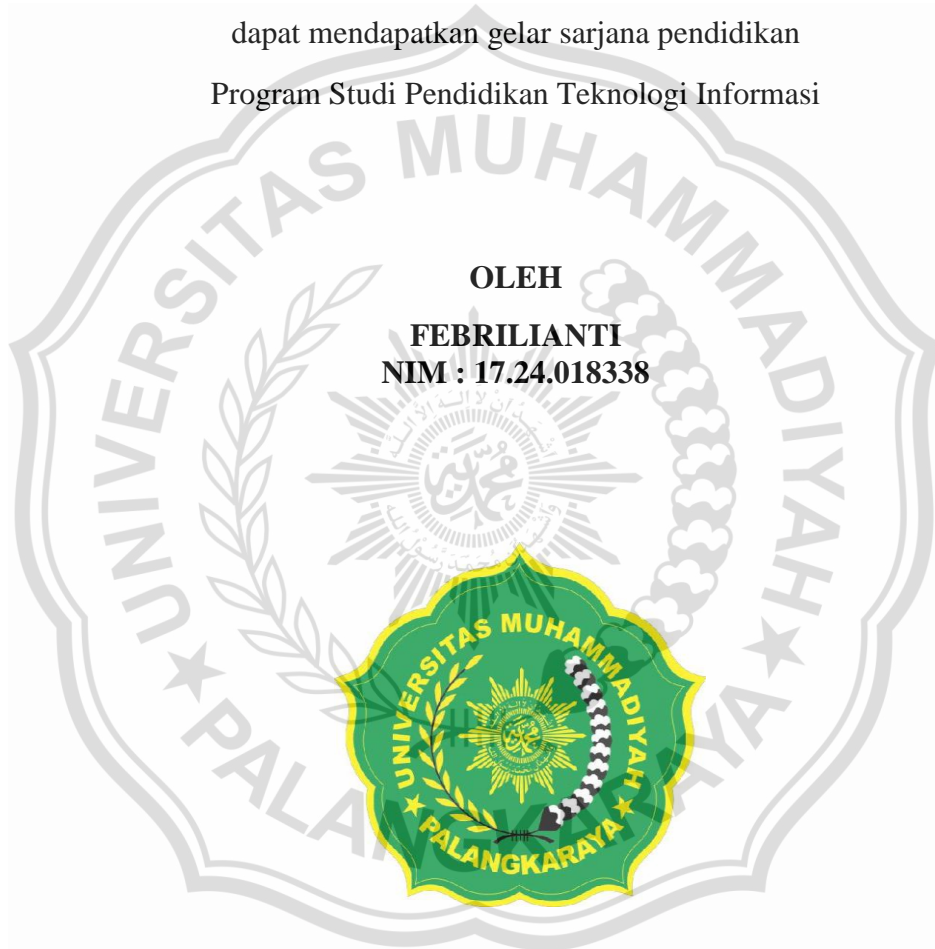 dapat mendapatkan gelar sarjana pendidikan
Program Studi Pendidikan Teknologi Informasi
UNIVERSITAS MUHAMMADIYAH
OLEH
FEBRILIANTI
NIM : 17.24.018338
PALANGKARAYA
UNIVERSITAS MUHAMMADIYAH
PALANGKARAYA